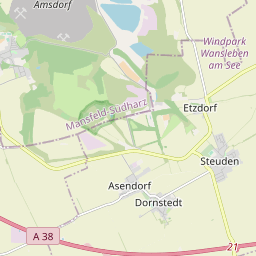 Amsdorf
Windpark
Wansleben
am See
Mansfeld-Südharz
Etzdorf
Steuden
Asendorf
Dornstedt
A 38
21